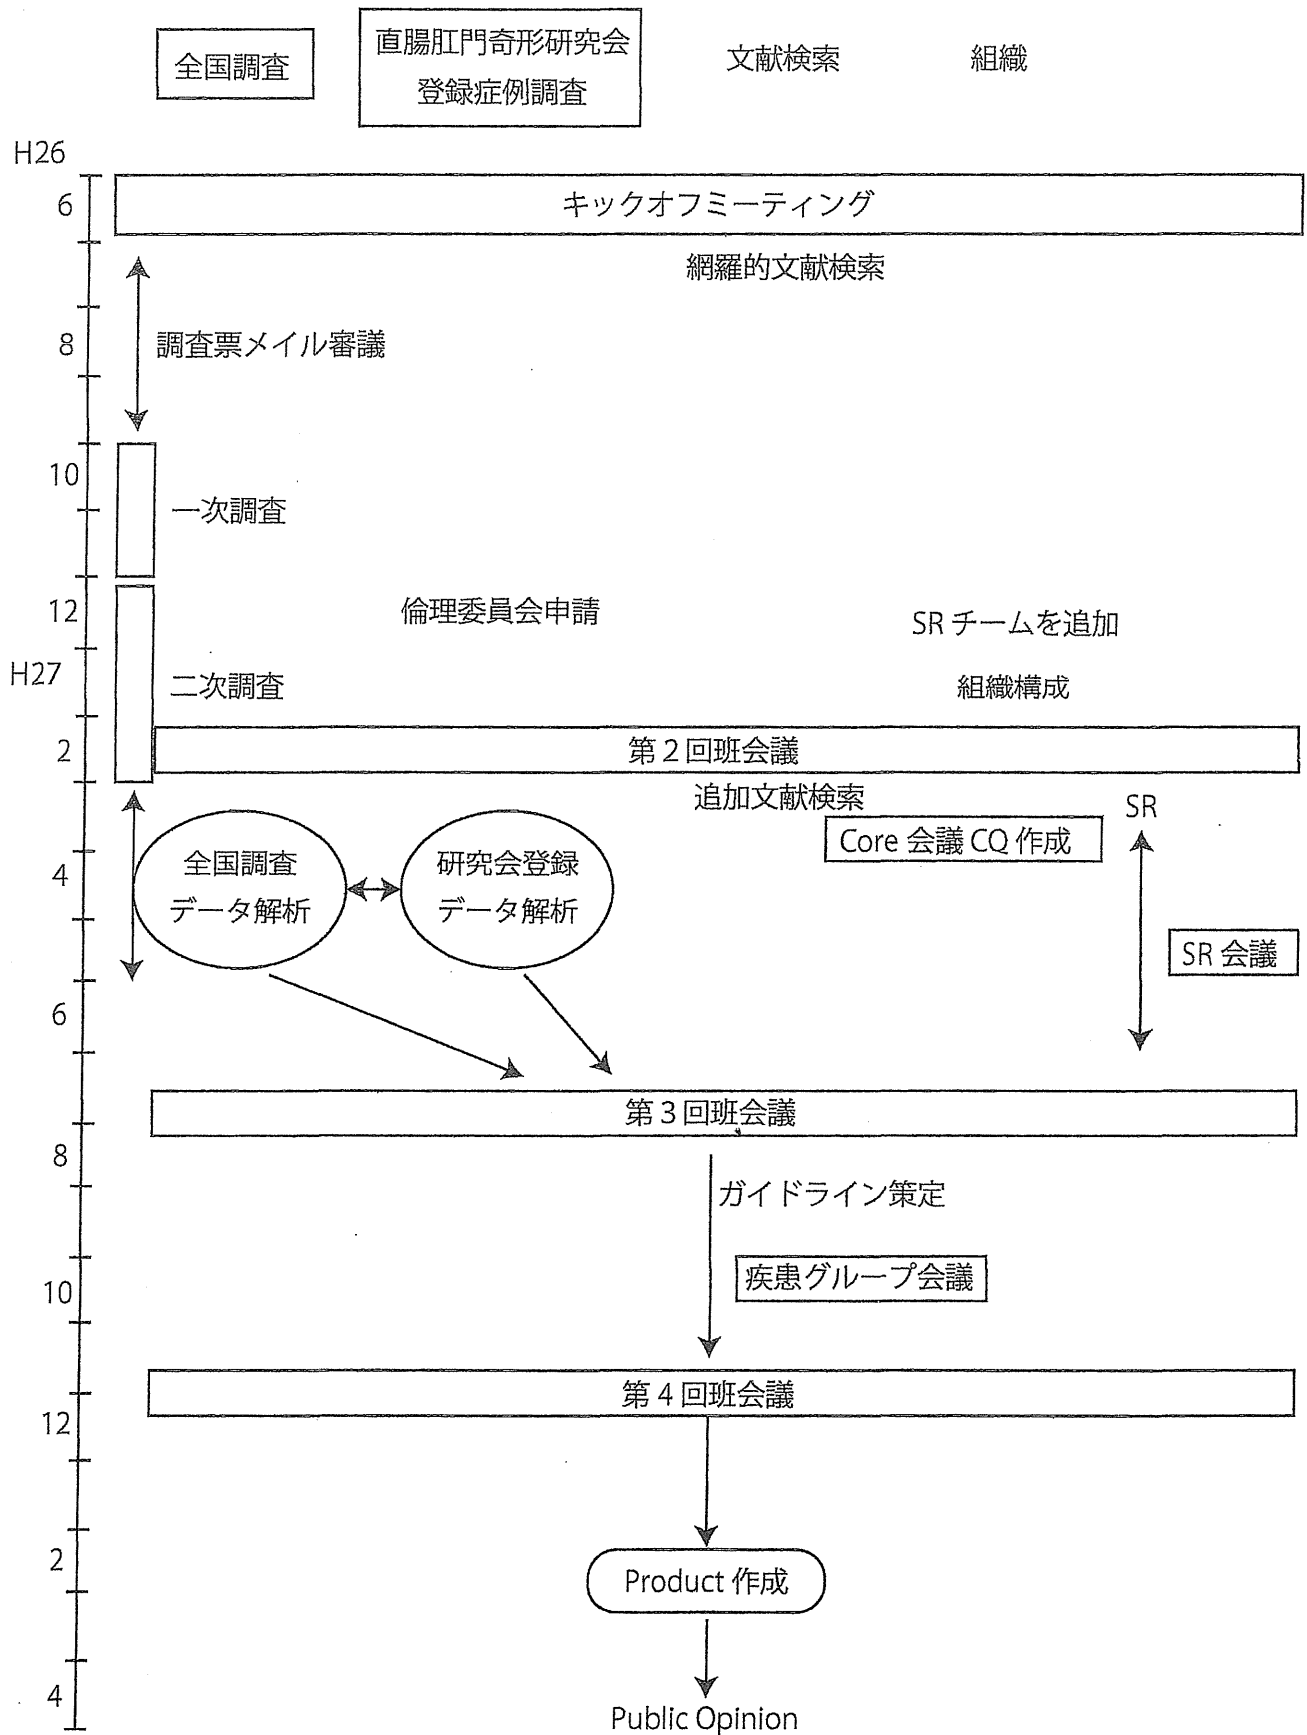 全国調査
直腸肛門奇形研究会
登録症例調査
文献検索
組織
H26
6
キックオフミーティング
網羅的文献検索
8
調査票メイル審議
10
一次調査
12
倫理委員会申請
SRチームを追加
H27
二次調査
組織構成
2
第2回班会議
追加文献検索
SR
Core 会議 CQ 作成
4
全国調査
データ解析
研究会登録
データ解析
SR 会議
6
第3回班会議
8
ガイドライン策定
10
疾患グループ会議
第4回班会議
12
2
Product 作成
4
Public Opinion